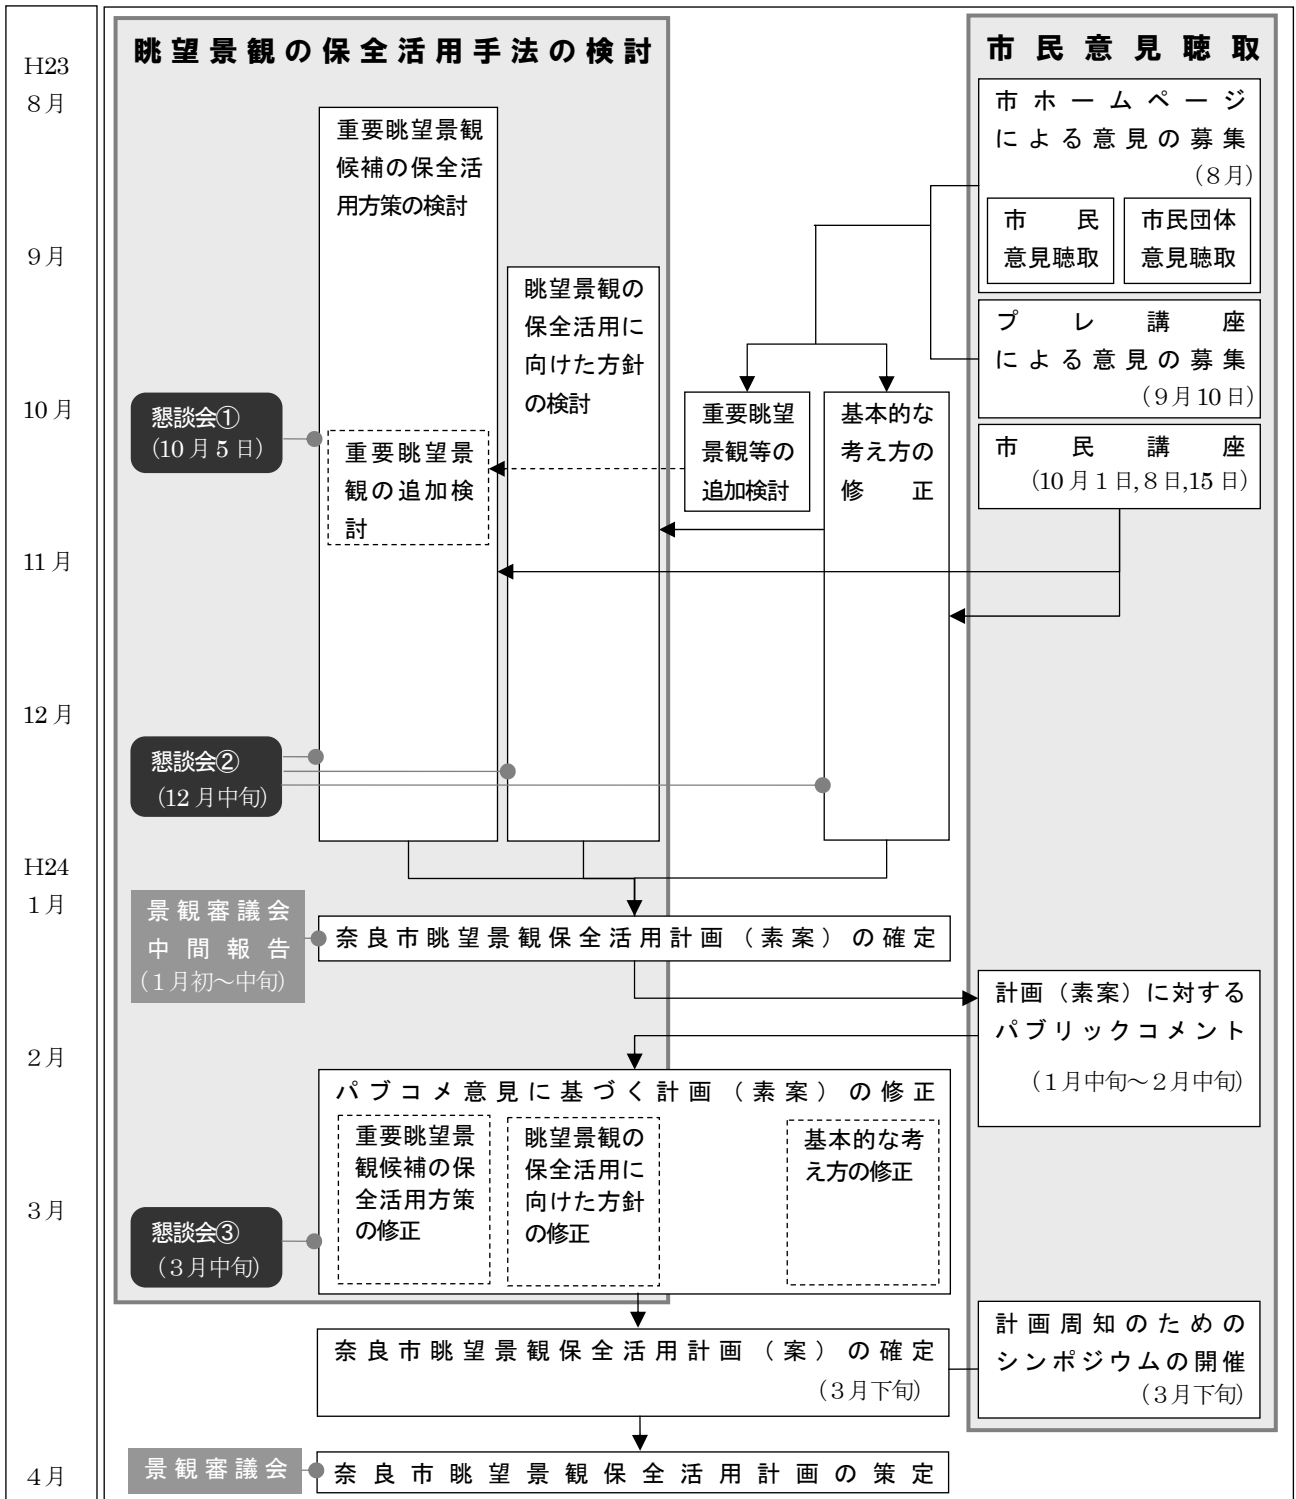 H23
8月
9月
10月
11月
12月
H24
1月
2月
3月
4月
眺望景観の保全活用手法の検討
重要眺望景観
候補の保全活
用方策の検討
眺望景観の
保全活用に
向けた方針
の検討
懇談会①
(10月5日)
重要眺望景
観の追加検
討
重要眺望
景観等の
追加検討
基本的な
考え方の
修正
懇談会②
(12月中旬)
景観審議会
中間報告
(1月初~中旬)
奈良市眺望景観保全活用計画(素案)の確定
パブコメ意見に基づく計画(素案)の修正
重要眺望景
観候補の保
全活用方策
の修正
眺望景観の
保全活用に
向けた方針
の修正
基本的な考
え方の修正
懇談会③
(3月中旬)
奈良市眺望景観保全活用計画(案)の確定
(3月下旬)
景観審議会
奈良市眺望景観保全活用計画の策定
市民意見聴取
市ホームページ
による意見の募集
(8月)
市民
意見聴取
市民団体
意見聴取
プレ講座
による意見の募集
(9月10日)
市民講座
(10月1日,8日,15日)
計画(素案)に対する
パブリックコメント
(1月中旬~2月中旬)
計画周知のための
シンポジウムの開催
(3月下旬)